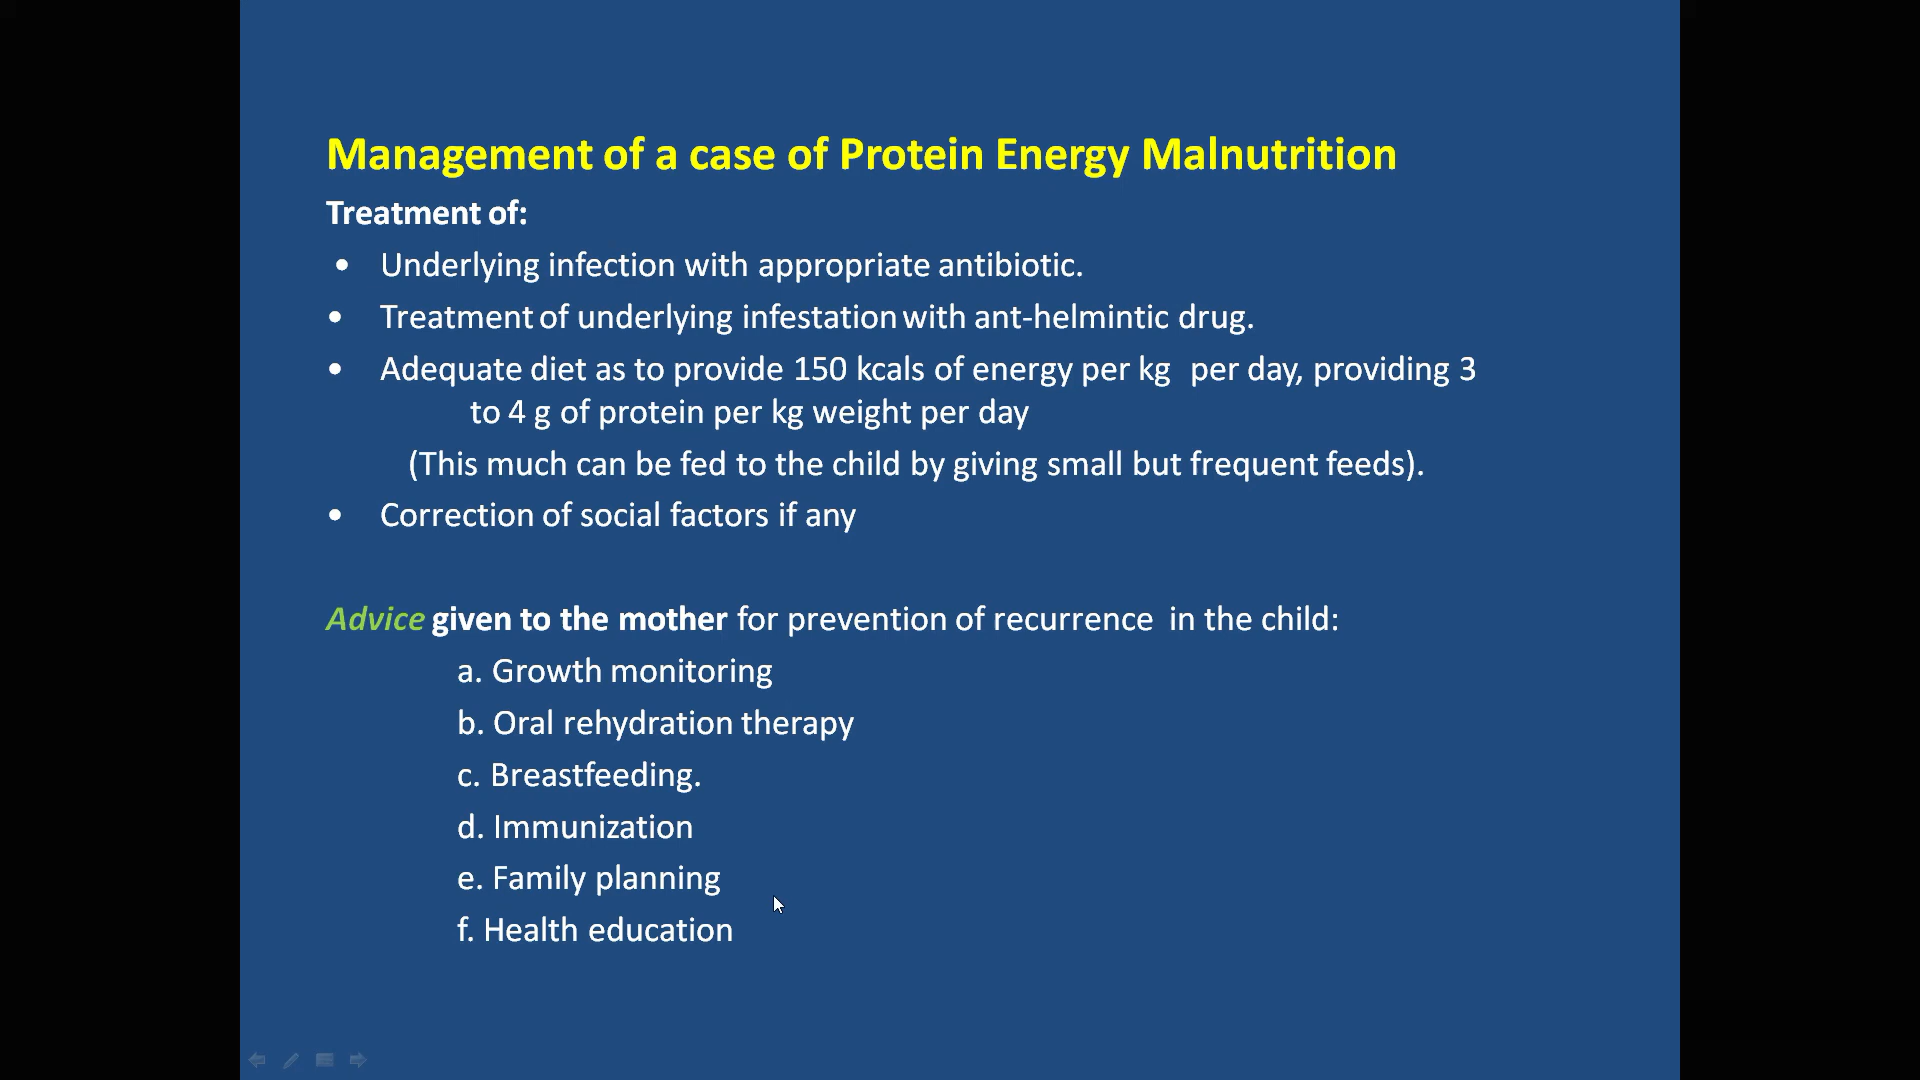 Management of a case of Protein Energy Malnutrition
Treatment of:
• Underlying infection with appropriate antibiotic.
• Treatment of underlying infestation with ant-helmintic drug.
• Adequate diet as to provide 150 kcals of energy per kg per day, providing 3
to 4 g of protein per kg weight per day
(This much can be fed to the child by giving small but frequent feeds).
• Correction of social factors if any
Advice given to the mother for prevention of recurrence in the child:
a. Growth monitoring
b. Oral rehydration therapy
c. Breastfeeding.
d. Immunization
e. Family planning
f. Health education